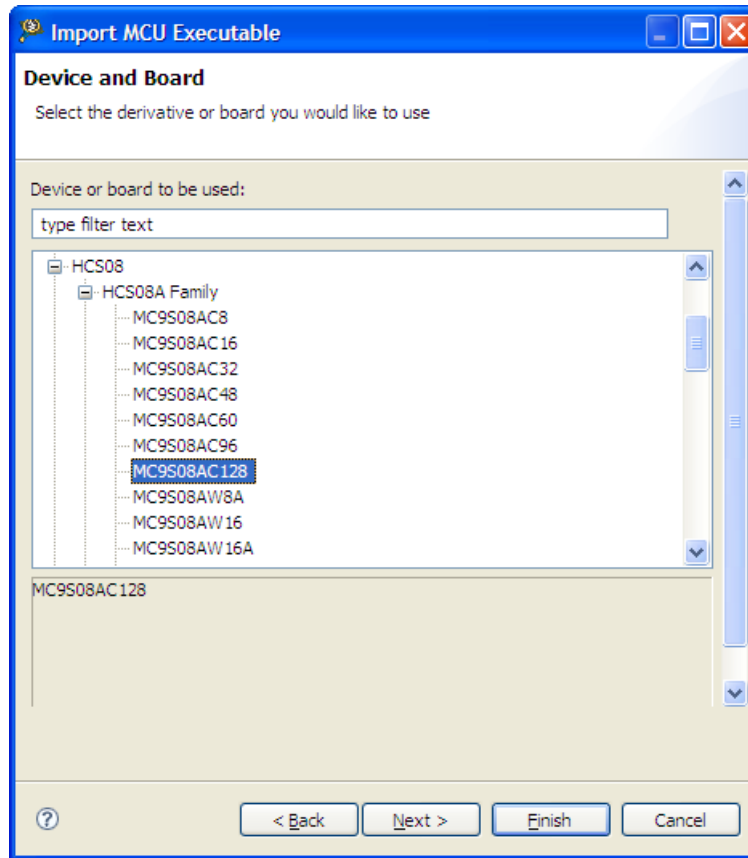 Import MCU Executable
Device and Board
Select the derivative or board you would like to use
Device or board to be used:
type filter text
HCS08
HCS08A Family
MC9S08AC8
MC9S08AC16
MC9S08AC32
MC9S08AC48
MC9S08AC60
MC9S08AC96
MC9S08AC128
MC9S08AW8A
MC9S08AW16
MC9S08AW16A
MC9S08AC128
? < Back Next > Finish Cancel